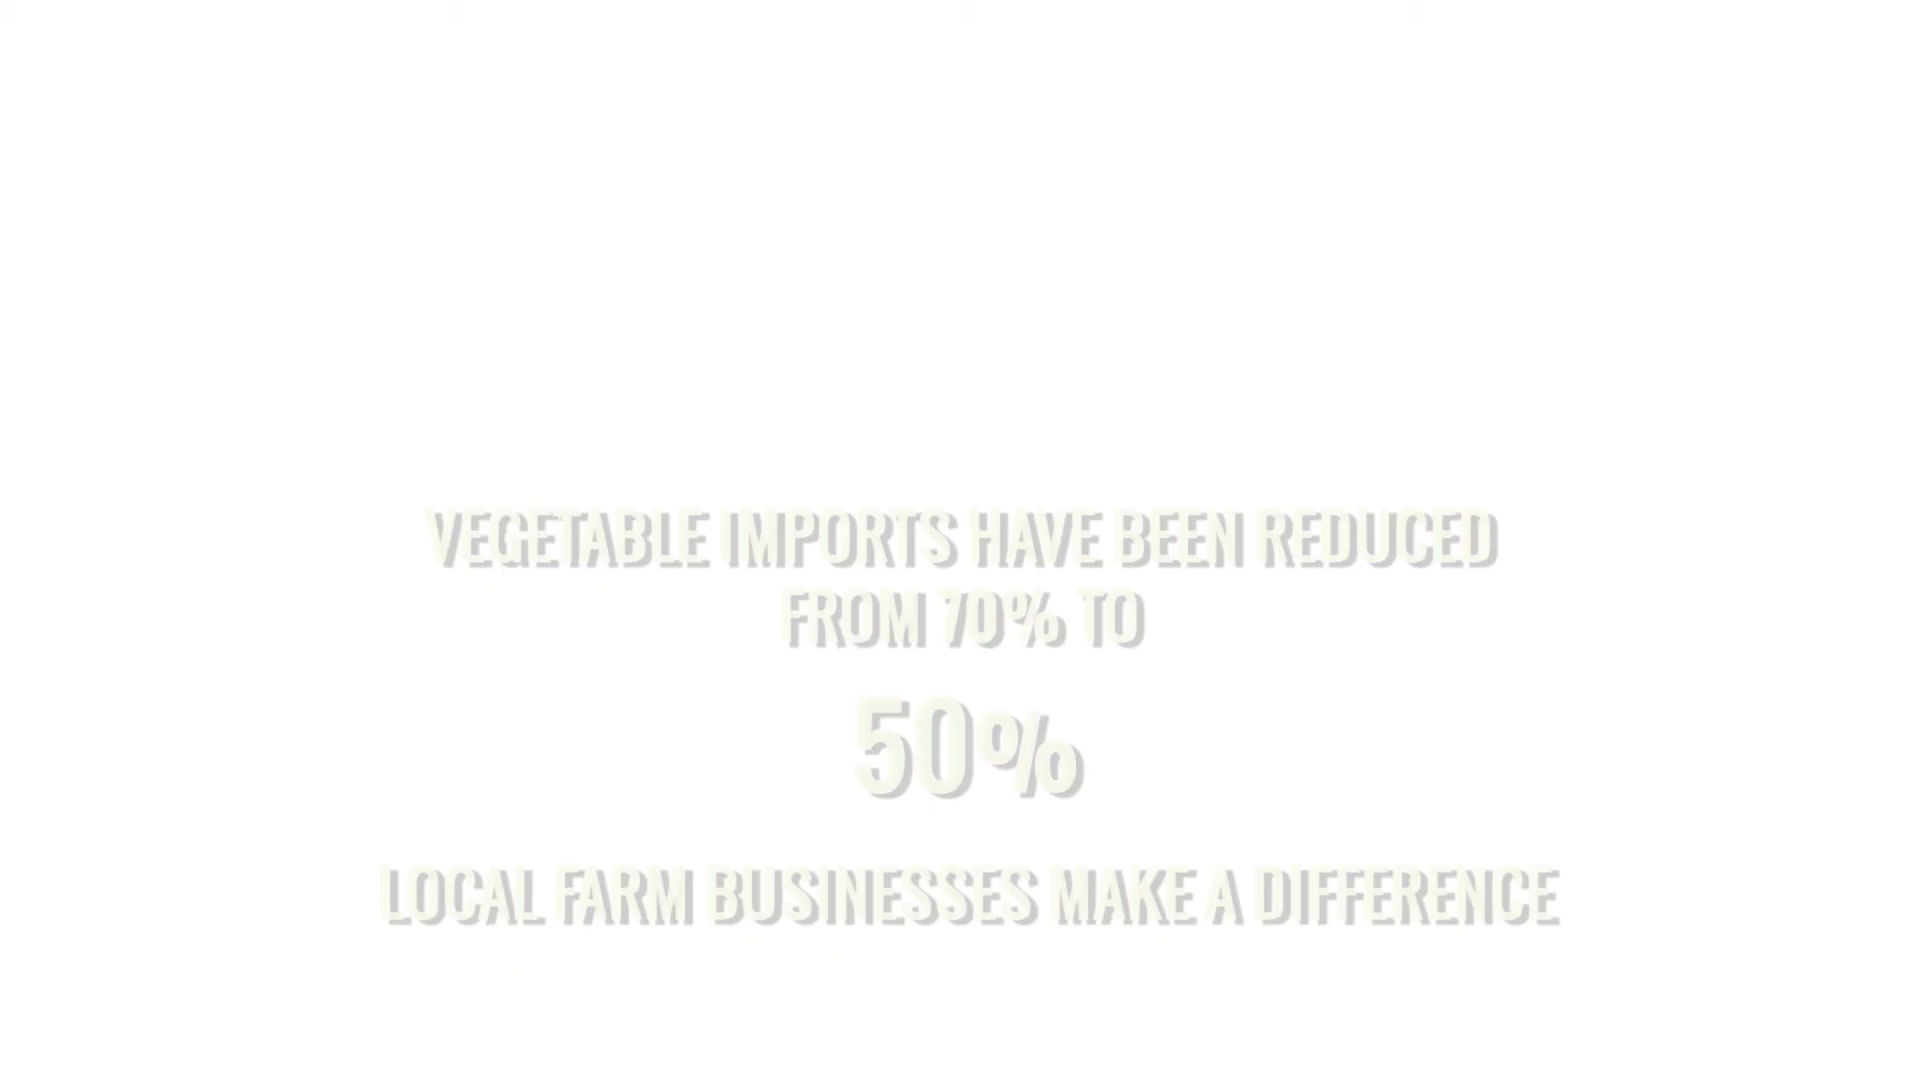 VEGETABLE IMPORTS HAVE BEEN REDUCED
FROM 70% TO
50%
LOCAL FARM BUSINESSES MAKE A DIFFERENCE